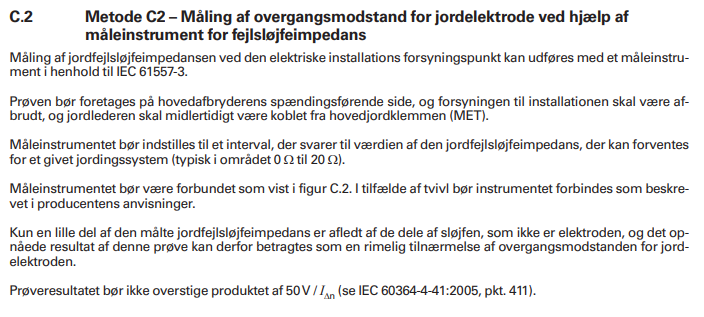 C.2 Metode C2 – Måling af overgangsmodstand for jordelektrode ved hjælp af
måleinstrument for fejlsløjfeimpedans
Måling af jordfejlsløjfeimpedansen ved den elektriske installations forsyningspunkt kan udføres med et måleinstru-
ment i henhold til IEC 61557-3.
Prøven bør foretages på hovedafbryderens spændingsførende side, og forsyningen til installationen skal være af-
brudt, og jordlederen skal midlertidigt være koblet fra hovedjordklemmen (MET).
Måleinstrumentet bør indstilles til et interval, der svarer til værdien af den jordfejlsløjfeimpedans, der kan forventes
for et givet jordingssystem (typisk i området 0 Ω til 20 Ω).
Måleinstrumentet bør være forbundet som vist i figur C.2. I tilfælde af tvivl bør instrumentet forbindes som beskre-
vet i producentens anvisninger.
Kun en lille del af den målte jordfejlsløjfeimpedans er afledt af de dele af sløjfen, som ikke er elektroden, og det op-
nåede resultat af denne prøve kan derfor betragtes som en rimelig tilnærmelse af overgangsmodstanden for jord-
elektroden.
Prøveresultatet bør ikke overstige produktet af 50 V / IΔn (se IEC 60364-4-41:2005, pkt. 411).